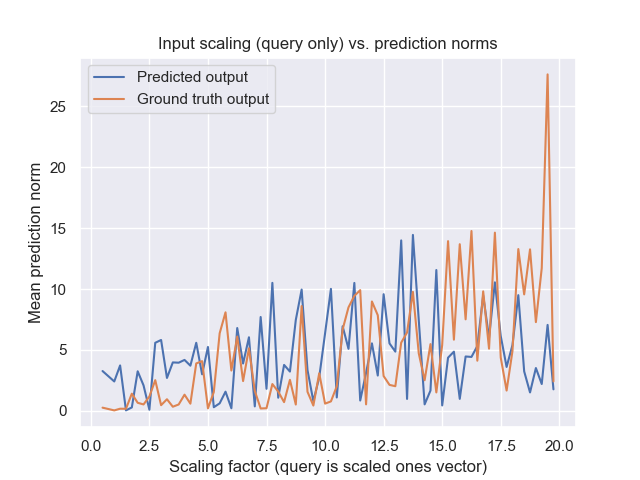 Input scaling (query only) vs. prediction norms
Predicted output
Ground truth output
Mean prediction norm
25
20
15
10
5
0
0.0 2.5 5.0 7.5 10.0 12.5 15.0 17.5 20.0
Scaling factor (query is scaled ones vector)